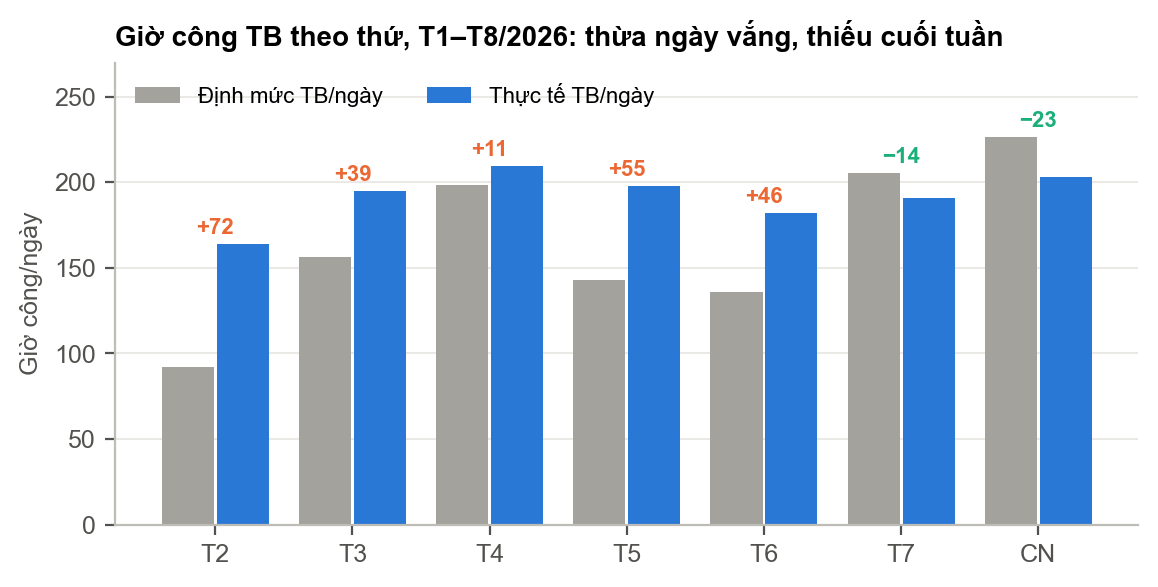 Giờ công TB theo thứ, T1–T8/2026: thừa ngày vắng, thiếu cuối tuần
Định mức TB/ngày
Thực tế TB/ngày
Giờ công/ngày
250
200
150
100
50
0
+72
+39
+11
+55
+46
−14
−23
T2
T3
T4
T5
T6
T7
CN